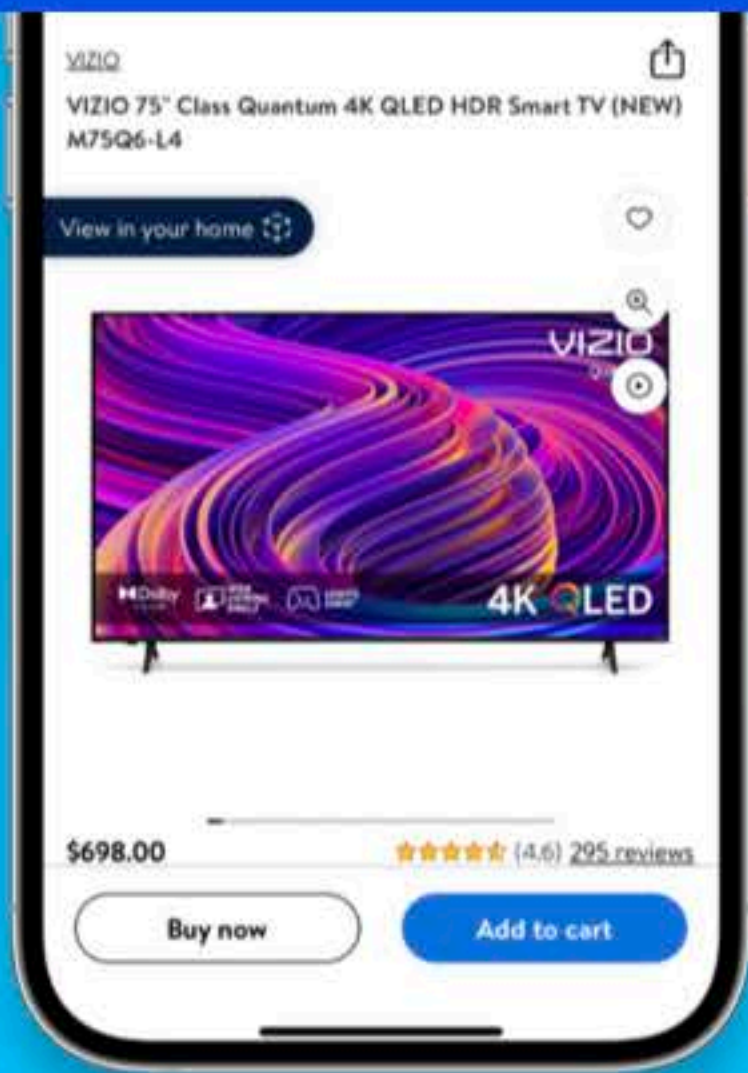 VIZIO
VIZIO 75" Class Quantum 4K QLED HDR Smart TV (NEW)
M75Q6-L4
View in your home
VIZIO
Dolby
4K QLED
$698.00
(4.6) 295 reviews
Buy now
Add to cart